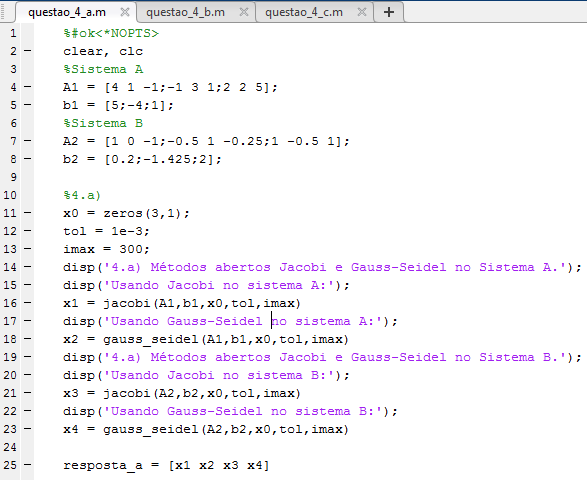 questao_4_a.m × questao_4_b.m × questao_4_c.m × +
1 %#ok<*NOPTS>
2 – clear, clc
3 %Sistema A
4 – A1 = [4 1 -1;-1 3 1;2 2 5];
5 – b1 = [5;-4;1];
6 %Sistema B
7 – A2 = [1 0 -1;-0.5 1 -0.25;1 -0.5 1];
8 – b2 = [0.2;-1.425;2];
9
10 %4.a)
11 – x0 = zeros(3,1);
12 – tol = 1e-3;
13 – imax = 300;
14 – disp('4.a) Métodos abertos Jacobi e Gauss-Seidel no Sistema A.');
15 – disp('Usando Jacobi no sistema A:');
16 – x1 = jacobi(A1,b1,x0,tol,imax)
17 – disp('Usando Gauss-Seidel no sistema A:');
18 – x2 = gauss_seidel(A1,b1,x0,tol,imax)
19 – disp('4.a) Métodos abertos Jacobi e Gauss-Seidel no Sistema B.');
20 – disp('Usando Jacobi no sistema B:');
21 – x3 = jacobi(A2,b2,x0,tol,imax)
22 – disp('Usando Gauss-Seidel no sistema B:');
23 – x4 = gauss_seidel(A2,b2,x0,tol,imax)
24
25 – resposta_a = [x1 x2 x3 x4]